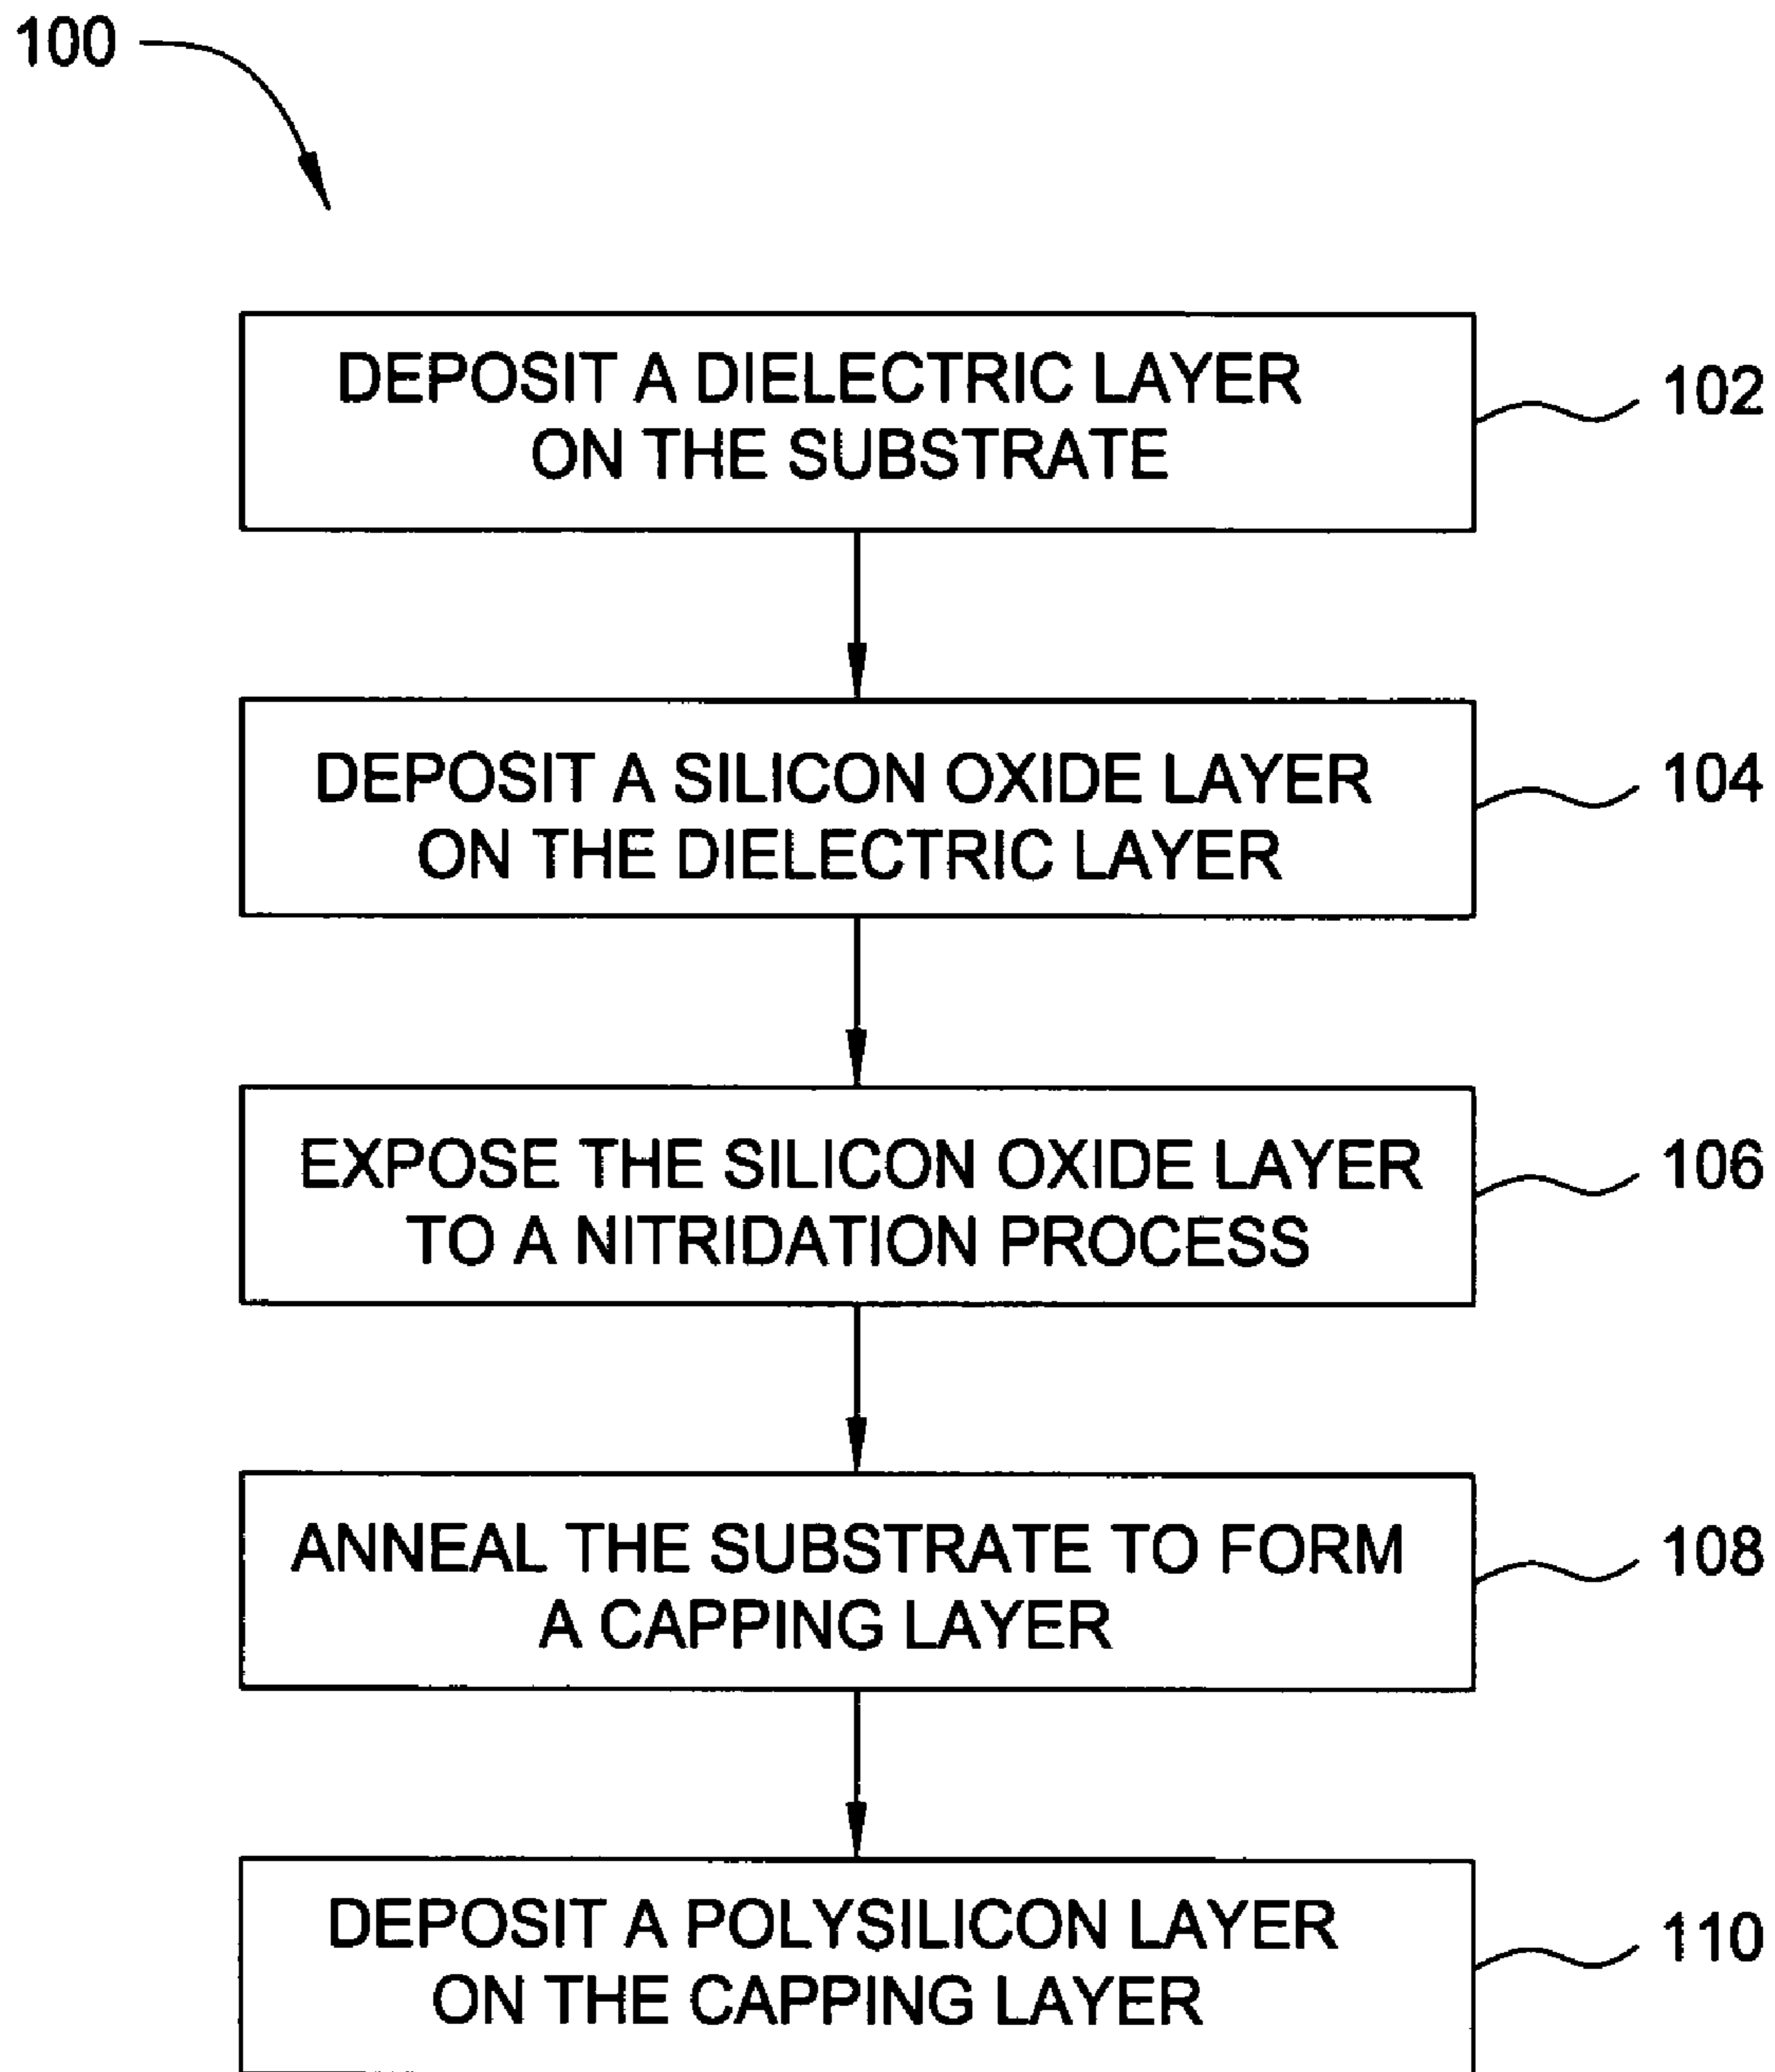 100
DEPOSIT A DIELECTRIC LAYER
ON THE SUBSTRATE
102
DEPOSIT A SILICON OXIDE LAYER
ON THE DIELECTRIC LAYER
104
EXPOSE THE SILICON OXIDE LAYER
TO A NITRIDATION PROCESS
106
ANNEAL THE SUBSTRATE TO FORM
A CAPPING LAYER
108
DEPOSIT A POLYSILICON LAYER
ON THE CAPPING LAYER
110